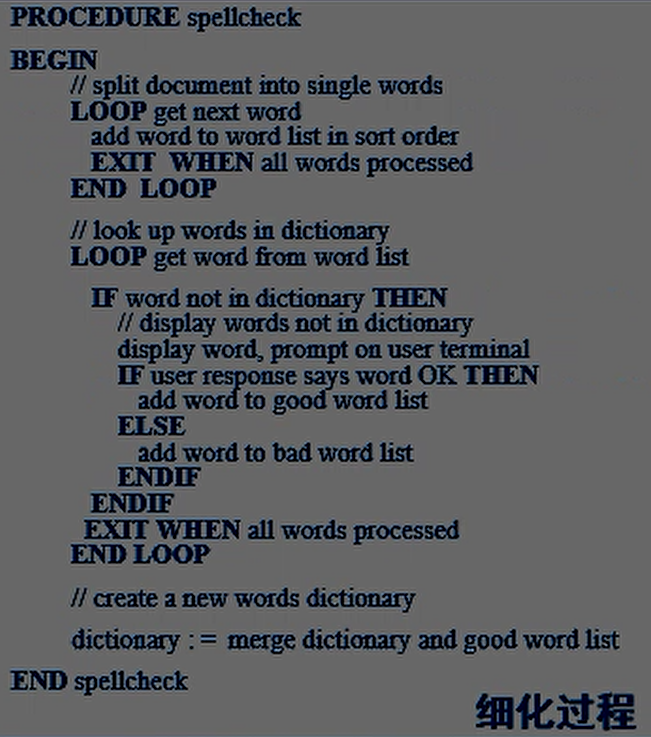 PROCEDURE spellcheck
BEGIN
// split document into single words
LOOP get next word
add word to word list in sort order
EXIT WHEN all words processed
END LOOP
// look up words in dictionary
LOOP get word from word list
IF word not in dictionary THEN
// display words not in dictionary
display word, prompt on user terminal
IF user response says word OK THEN
add word to good word list
ELSE
add word to bad word list
ENDIF
ENDIF
EXIT WHEN all words processed
END LOOP
// create a new words dictionary
dictionary := merge dictionary and good word list
END spellcheck
细化过程